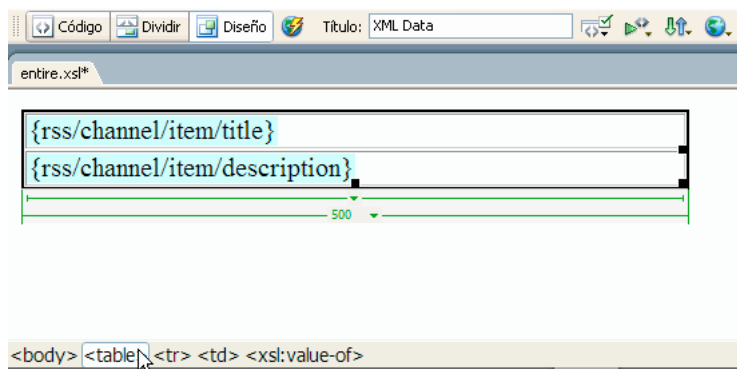 Código Dividir Diseño Título: XML Data
entire.xsl*
{rss/channel/item/title}
{rss/channel/item/description}
500
<body> <table> <tr> <td> <xsl:value-of>